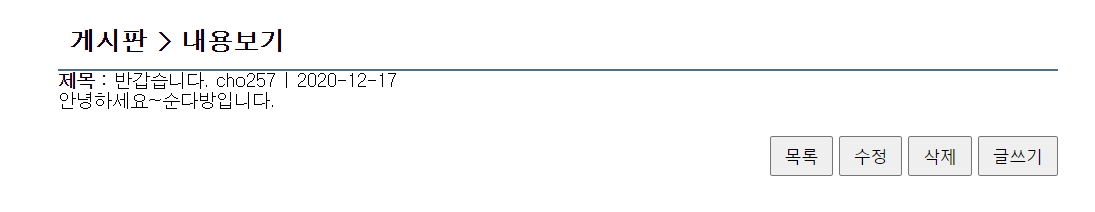 게시판 > 내용보기
제목 : 반갑습니다. cho257 | 2020-12-17
안녕하세요~순다방입니다.
목록 수정 삭제 글쓰기